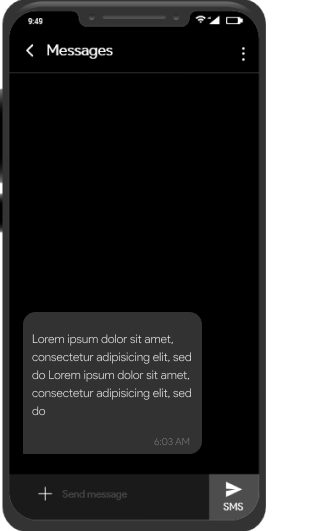 9:49
Messages
Lorem ipsum dolor sit amet,
consectetur adipisicing elit, sed
do Lorem ipsum dolor sit amet,
consectetur adipisicing elit, sed
do
6:03 AM
Send message
SMS